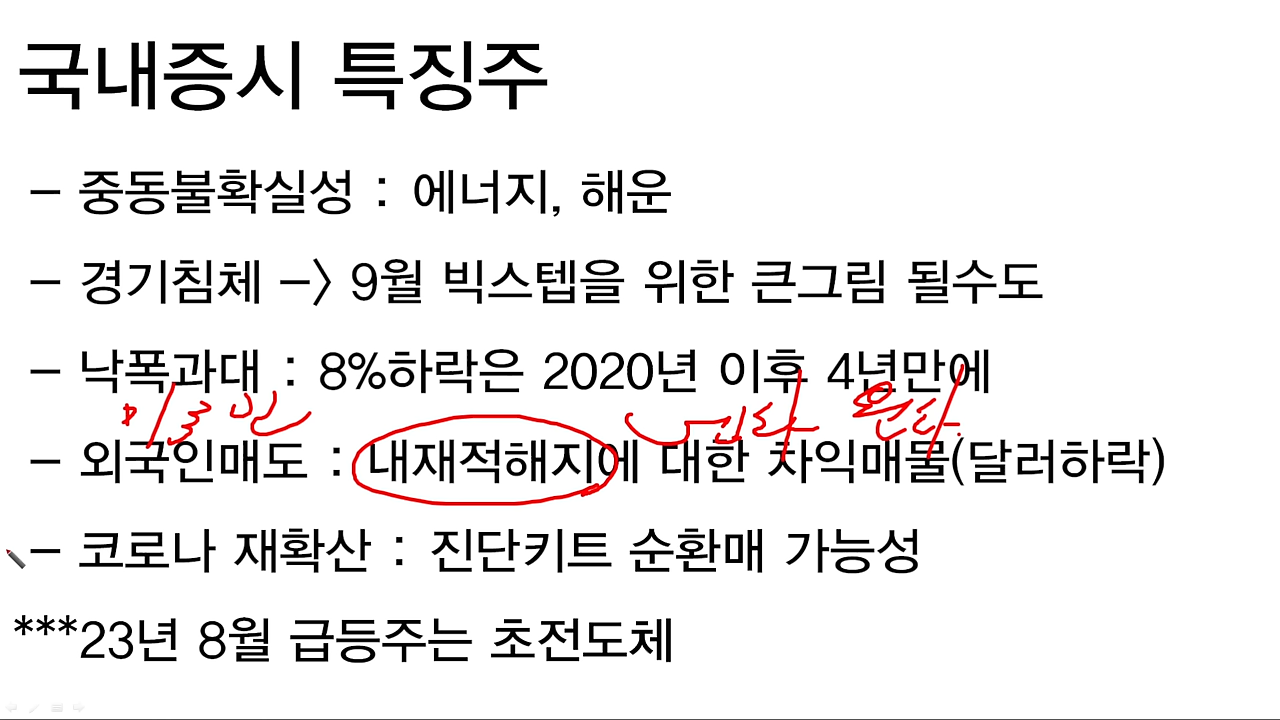 국내증시 특징주
- 중동불확실성 : 에너지, 해운
- 경기침체 -> 9월 빅스텝을 위한 큰그림 될수도
- 낙폭과대 : 8%하락은 2020년 이후 4년만에
- 외국인매도 : 내재적해지에 대한 차익매물(달러하락)
- 코로나 재확산 : 진단키트 순환매 가능성
***23년 8월 급등주는 초전도체